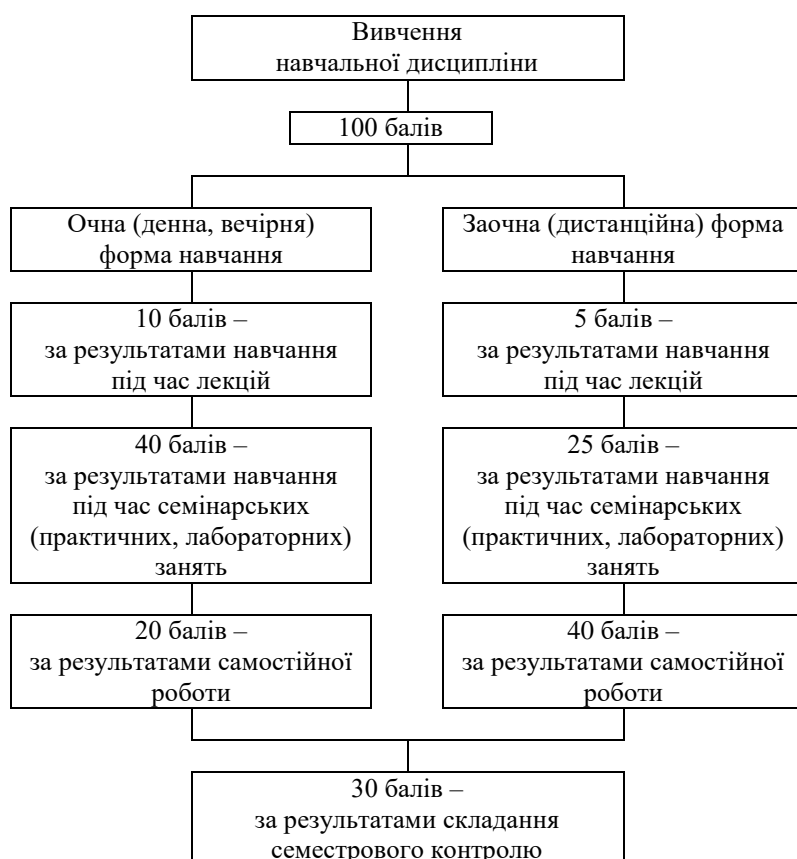 Вивчення
навчальної дисципліни
100 балів
Очна (денна, вечірня)
форма навчання
Заочна (дистанційна) форма
навчання
10 балів –
за результатами навчання
під час лекцій
5 балів –
за результатами навчання
під час лекцій
40 балів –
за результатами навчання
під час семінарських
(практичних, лабораторних)
занять
25 балів –
за результатами навчання
під час семінарських
(практичних, лабораторних)
занять
20 балів –
за результатами самостійної
роботи
40 балів –
за результатами самостійної
роботи
30 балів –
за результатами складання
семестрового контролю